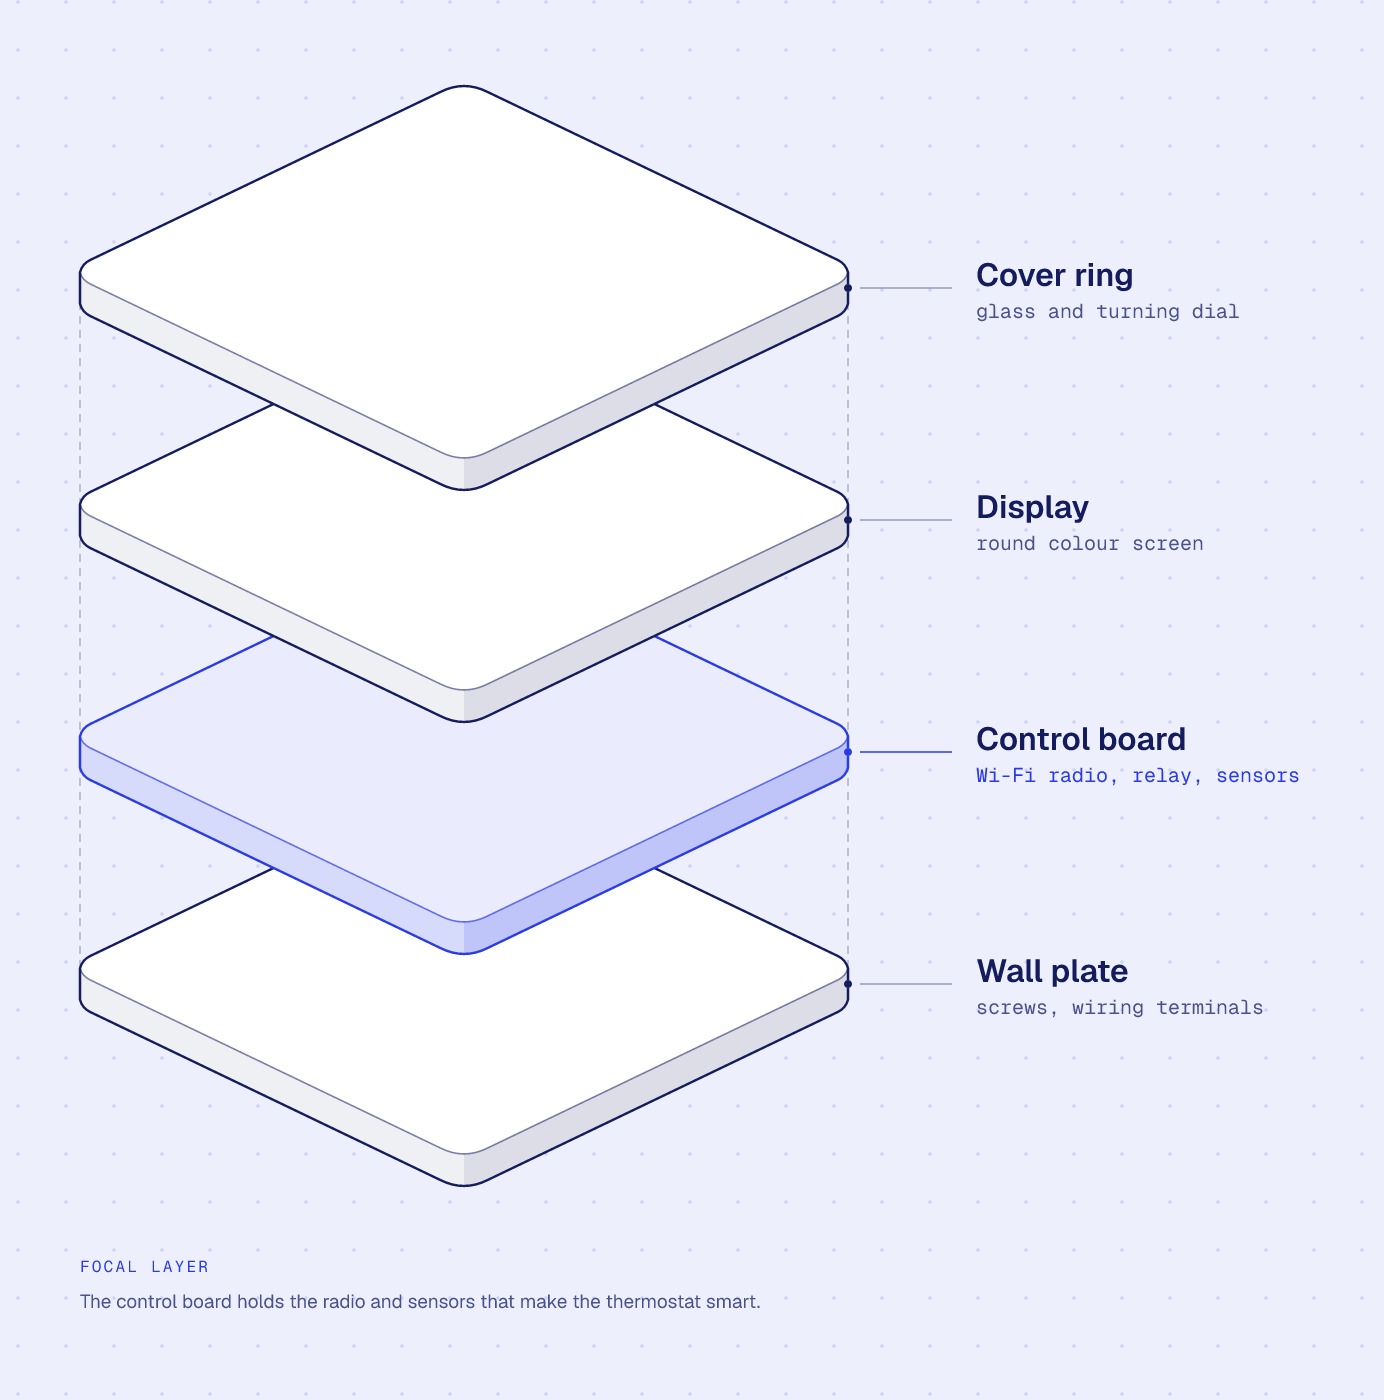 Cover ring
glass and turning dial
Display
round colour screen
Control board
Wi-Fi radio, relay, sensors
Wall plate
screws, wiring terminals
FOCAL LAYER
The control board holds the radio and sensors that make the thermostat smart.